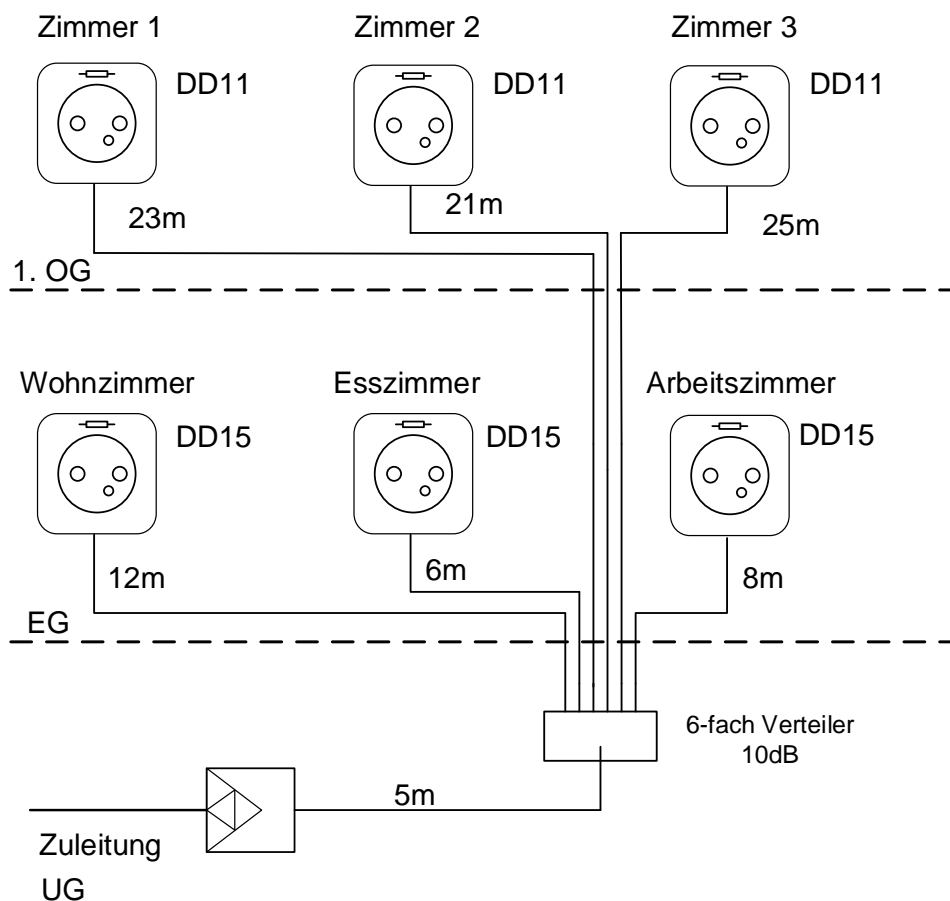 Zimmer 1
Zimmer 2
Zimmer 3
DD11
DD11
DD11
23m
21m
25m
1. OG
Wohnzimmer
Esszimmer
Arbeitszimmer
DD15
DD15
DD15
12m
6m
8m
EG
6-fach Verteiler
10dB
5m
Zuleitung
UG